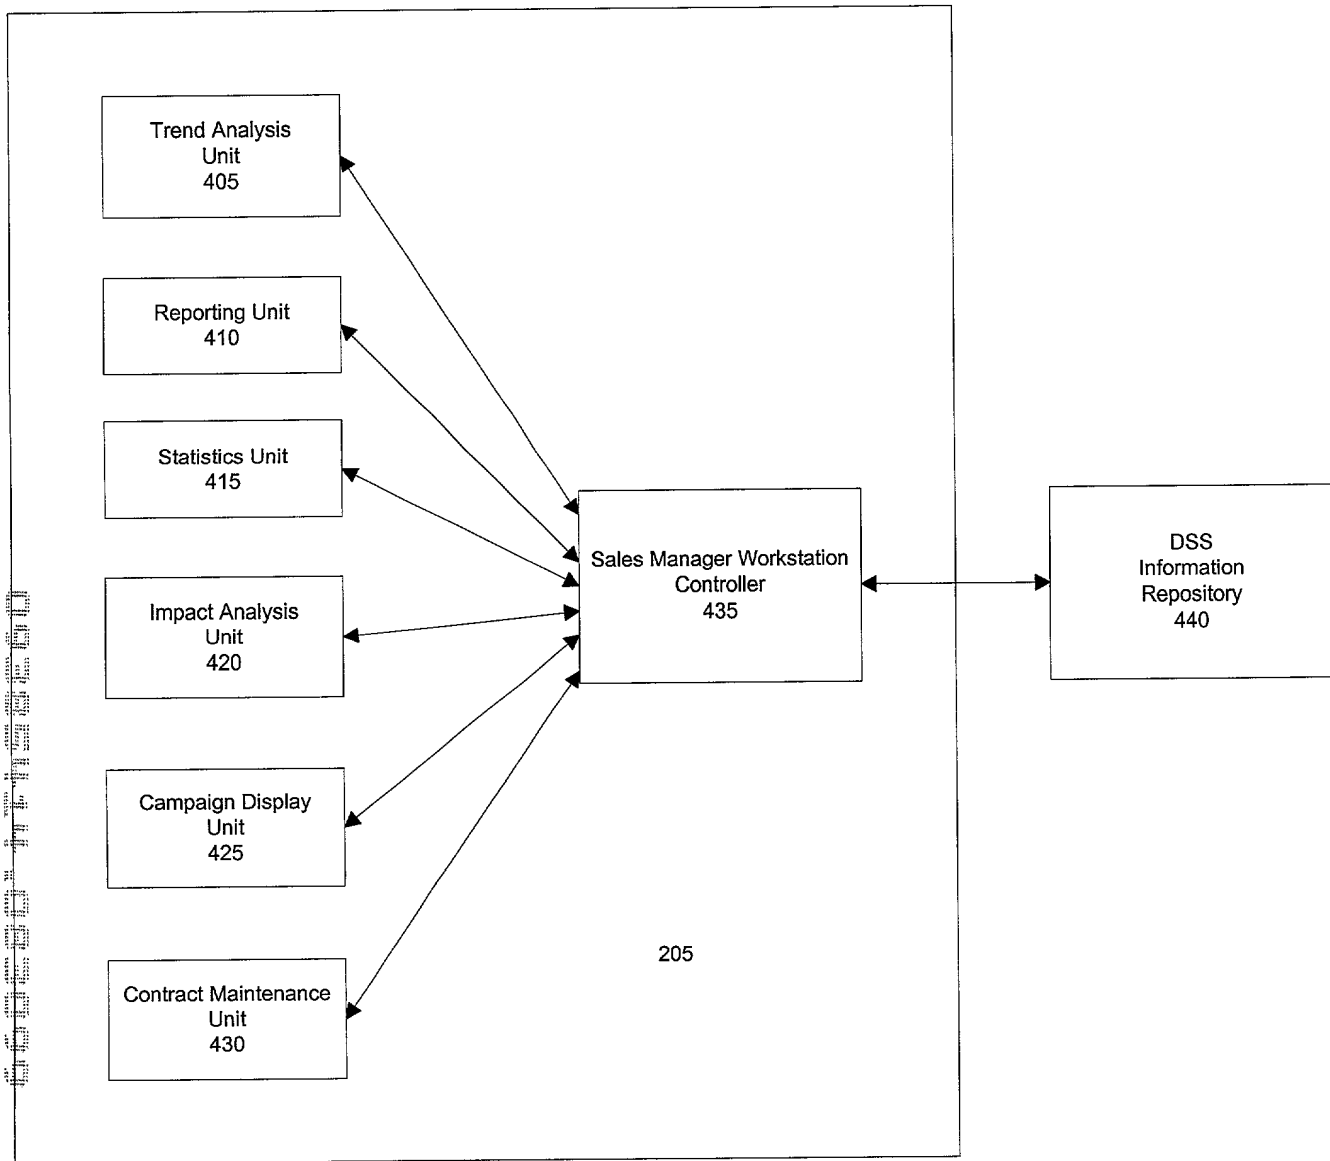 Trend Analysis
Unit
405
Reporting Unit
410
Statistics Unit
415
Impact Analysis
Unit
420
Campaign Display
Unit
425
Contract Maintenance
Unit
430
Sales Manager Workstation
Controller
435
DSS
Information
Repository
440
205